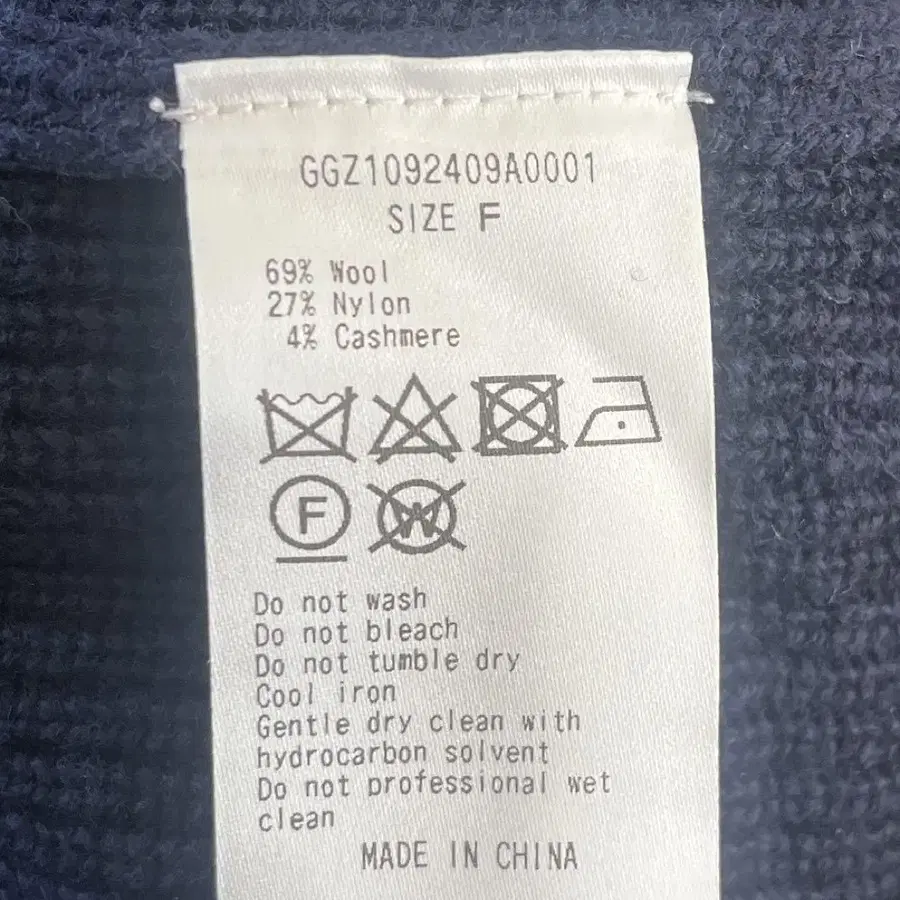 GGZ1092409A0001
SIZE F
69% Wool
27% Nylon
4% Cashmere
F W
Do not wash
Do not bleach
Do not tumble dry
Cool iron
Gentle dry clean with
hydrocarbon solvent
Do not professional wet
clean
MADE IN CHINA